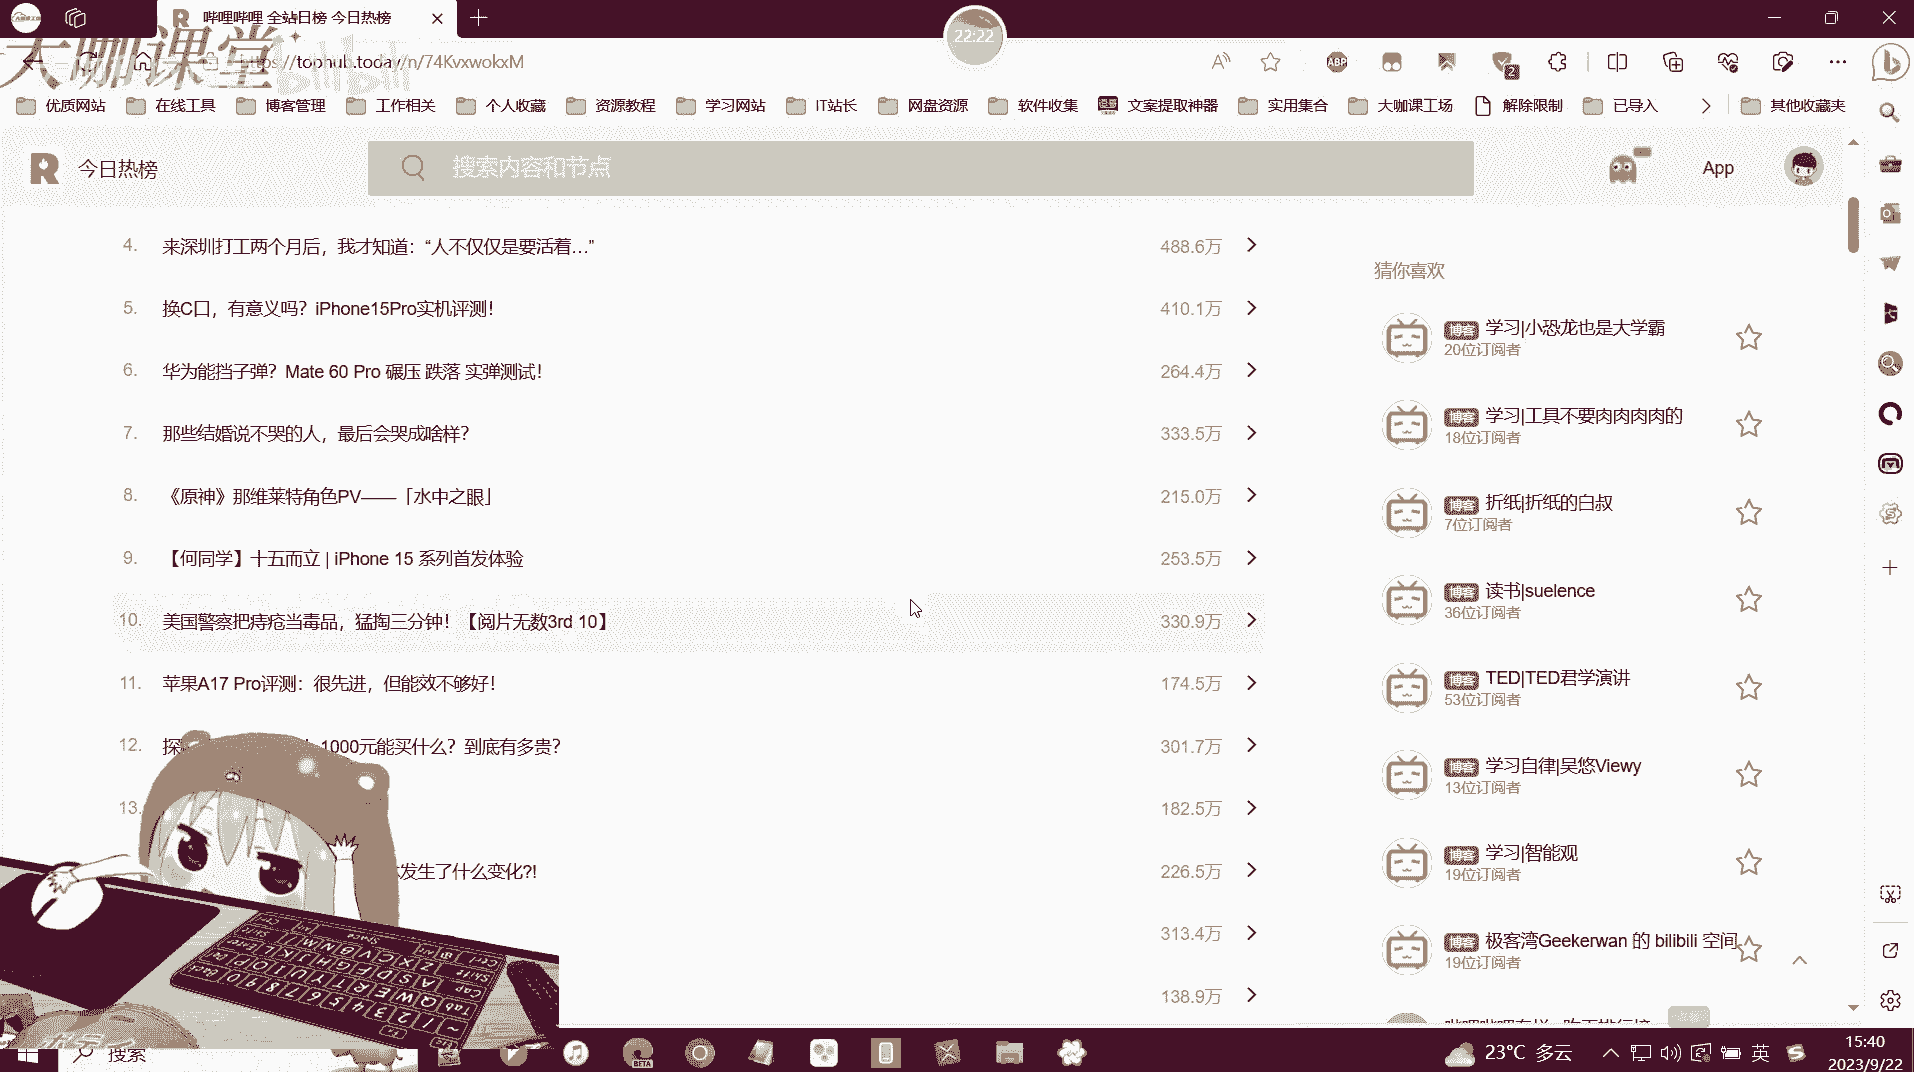 哔哩哔哩 全站日榜 今日热榜
22:22
大咖课堂
bilibili
https://tophub.today/n/74KvxwokxM
ABP
2
优质网站 在线工具 博客管理 工作相关 个人收藏 资源教程 学习网站 IT站长 网盘资源 软件收集 文案提取神器 实用集合 大咖课工场 解除限制 已导入 其他收藏夹
今日热榜
搜索内容和节点
App
4. 来深圳打工两个月后，我才知道：“人不仅仅是要活着…” 488.6万
5. 换C口，有意义吗？iPhone15Pro实机评测！ 410.1万
6. 华为能挡子弹？Mate 60 Pro 碾压 跌落 实弹测试！ 264.4万
7. 那些结婚说不哭的人，最后会哭成啥样？ 333.5万
8. 《原神》那维莱特角色PV——「水中之眼」 215.0万
9. 【何同学】十五而立 | iPhone 15 系列首发体验 253.5万
10. 美国警察把痔疮当毒品，猛掏三分钟！【阅片无数3rd 10】 330.9万
11. 苹果A17 Pro评测：很先进，但能效不够好！ 174.5万
12. 探 1000元能买什么？到底有多贵？ 301.7万
13. 182.5万
发生了什么变化?! 226.5万
313.4万
138.9万
猜你喜欢
博客 学习|小恐龙也是大学霸
20位订阅者
博客 学习|工具不要肉肉肉肉的
18位订阅者
博客 折纸|折纸的白叔
7位订阅者
博客 读书|suelence
36位订阅者
博客 TED|TED君学演讲
53位订阅者
博客 学习自律|吴悠Viewy
13位订阅者
博客 学习|智能观
19位订阅者
博客 极客湾Geekerwan 的 bilibili 空间
19位订阅者
搜索
BETA
23°C 多云
英
15:40
2023/9/22